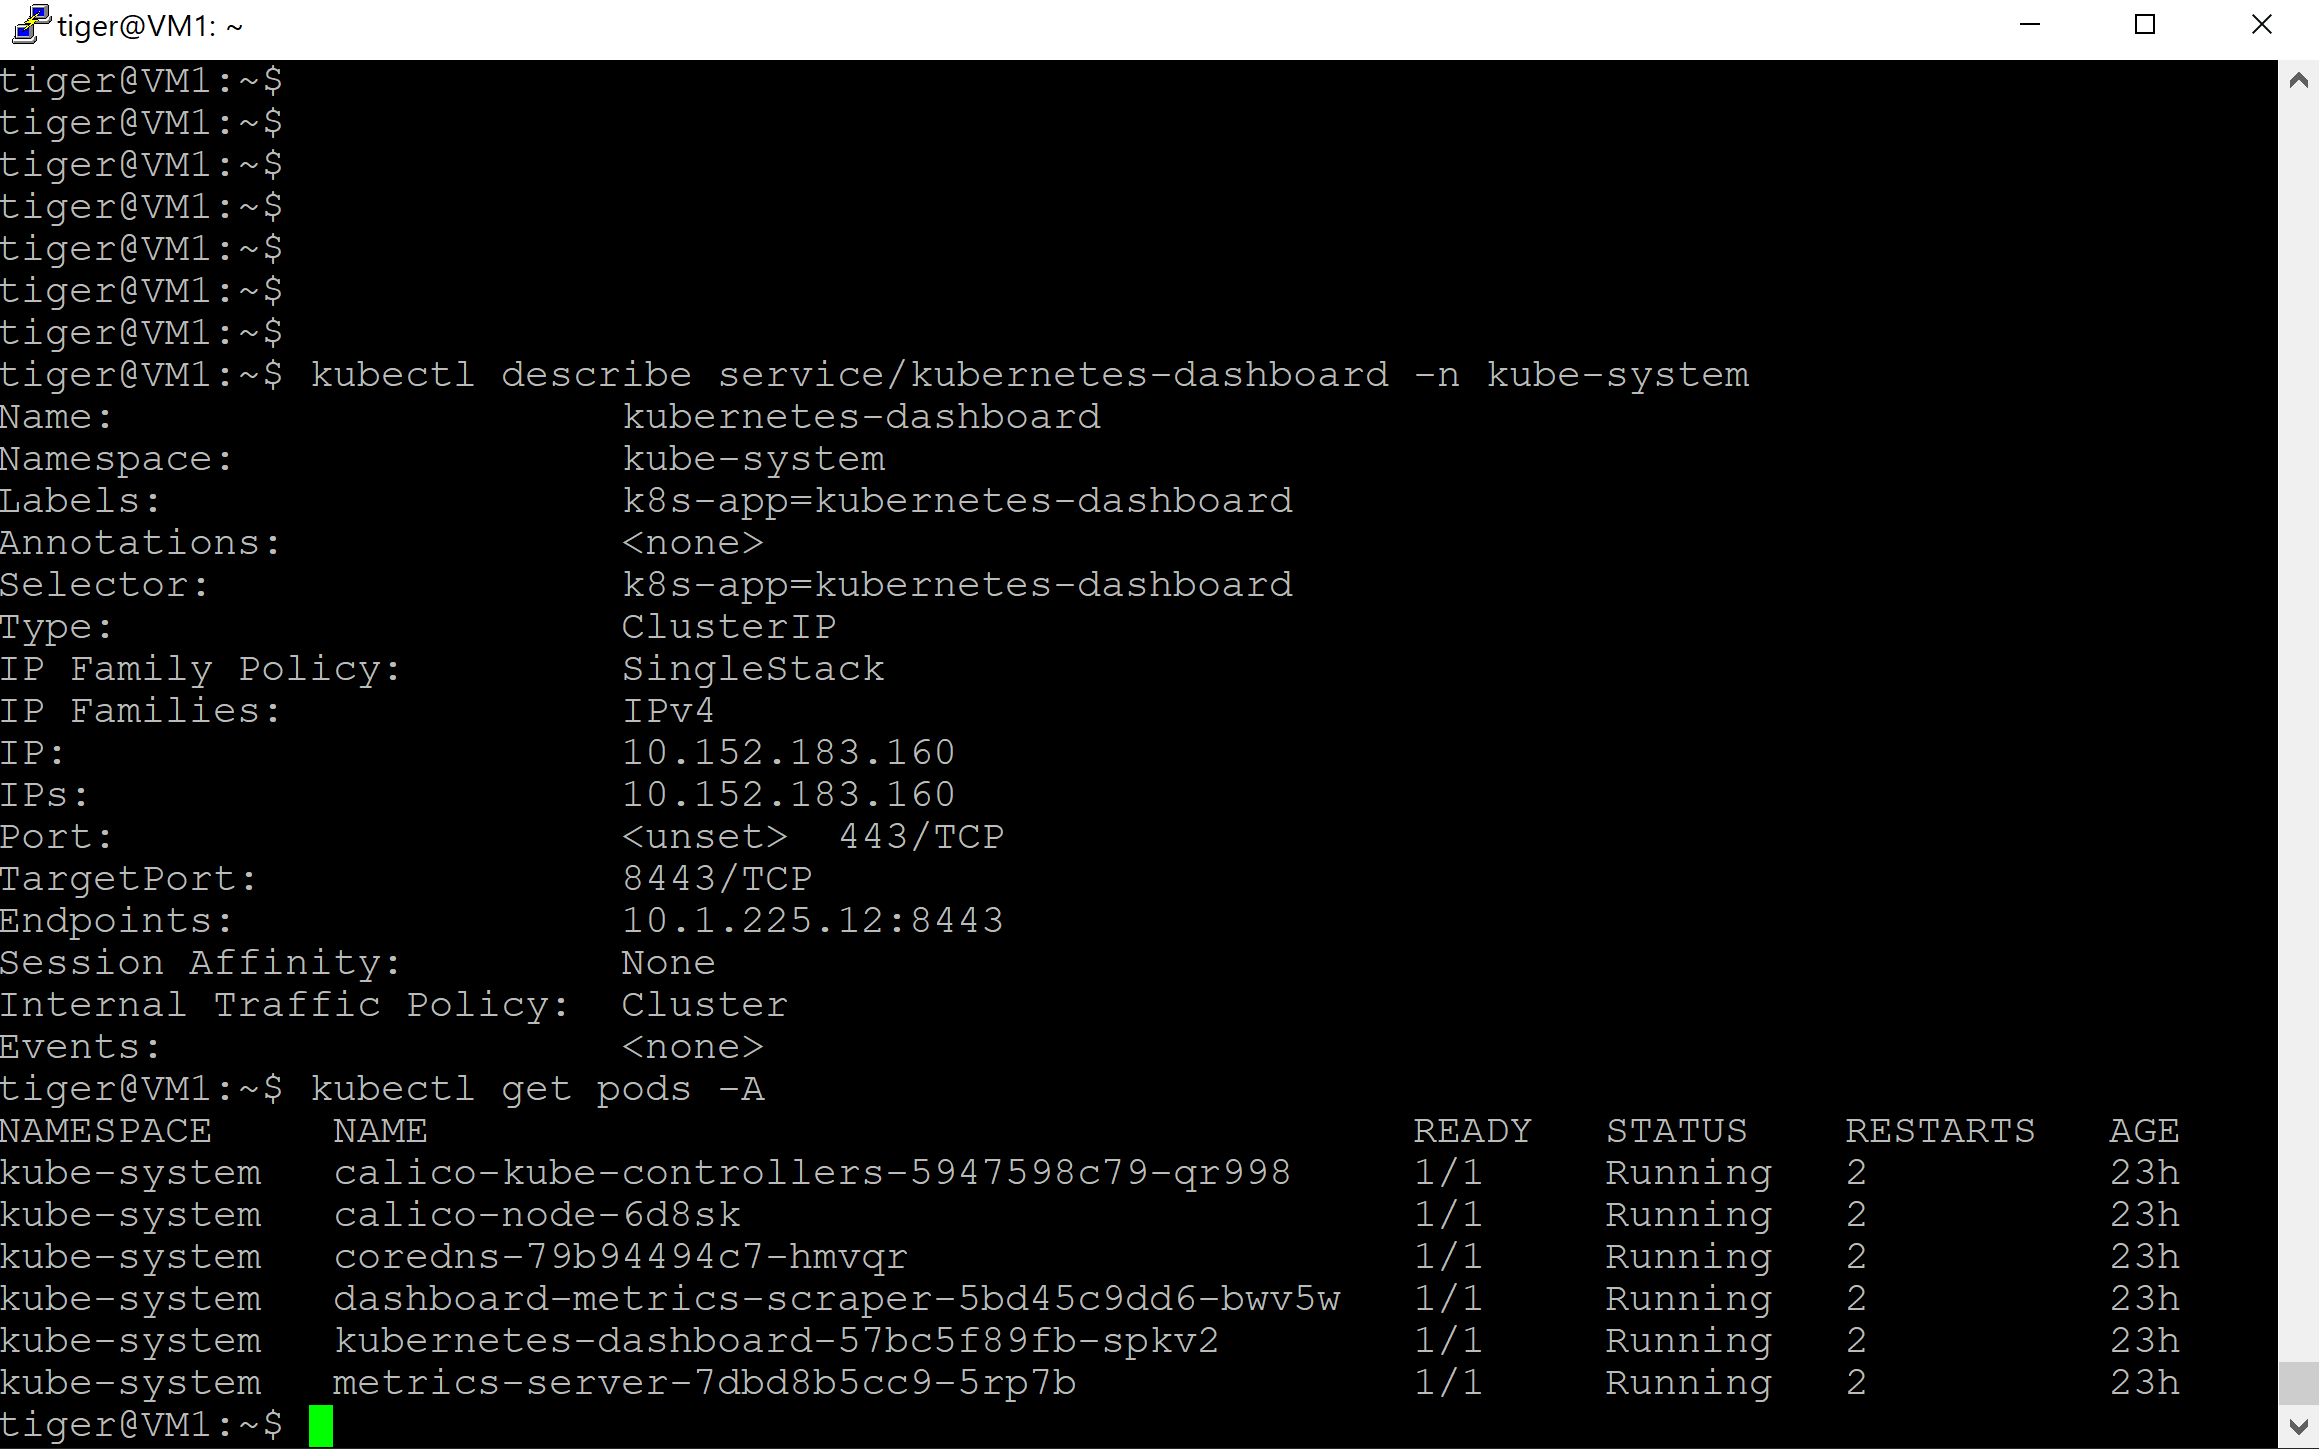 tiger@VM1: ~
tiger@VM1:~$
tiger@VM1:~$
tiger@VM1:~$
tiger@VM1:~$
tiger@VM1:~$
tiger@VM1:~$
tiger@VM1:~$
tiger@VM1:~$ kubectl describe service/kubernetes-dashboard -n kube-system
Name:                     kubernetes-dashboard
Namespace:                kube-system
Labels:                   k8s-app=kubernetes-dashboard
Annotations:              <none>
Selector:                 k8s-app=kubernetes-dashboard
Type:                     ClusterIP
IP Family Policy:         SingleStack
IP Families:              IPv4
IP:                       10.152.183.160
IPs:                      10.152.183.160
Port:                     <unset>  443/TCP
TargetPort:               8443/TCP
Endpoints:                10.1.225.12:8443
Session Affinity:         None
Internal Traffic Policy:  Cluster
Events:                   <none>
tiger@VM1:~$ kubectl get pods -A
NAMESPACE     NAME                                         READY   STATUS    RESTARTS   AGE
kube-system   calico-kube-controllers-5947598c79-qr998     1/1     Running   2          23h
kube-system   calico-node-6d8sk                            1/1     Running   2          23h
kube-system   coredns-79b94494c7-hmvqr                     1/1     Running   2          23h
kube-system   dashboard-metrics-scraper-5bd45c9dd6-bwv5w   1/1     Running   2          23h
kube-system   kubernetes-dashboard-57bc5f89fb-spkv2        1/1     Running   2          23h
kube-system   metrics-server-7dbd8b5cc9-5rp7b              1/1     Running   2          23h
tiger@VM1:~$